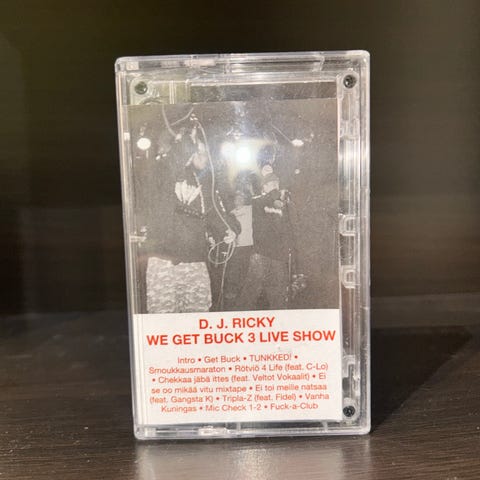 D. J. RICKY
WE GET BUCK 3 LIVE SHOW
Intro • Get Buck • TUNKKED! •
Smoukkausmaraton • Rötviö 4 Life (feat. C-Lo)
• Chekkaa jäbä ittes (feat. Veltot Vokaalit) • Ei
se oo mikää vitu mixtape • Ei toi meille natsaa
(feat. Gangsta K) • Tripla-Z (feat. Fidel) • Vanha
Kuningas • Mic Check 1-2 • Fuck-a-Club